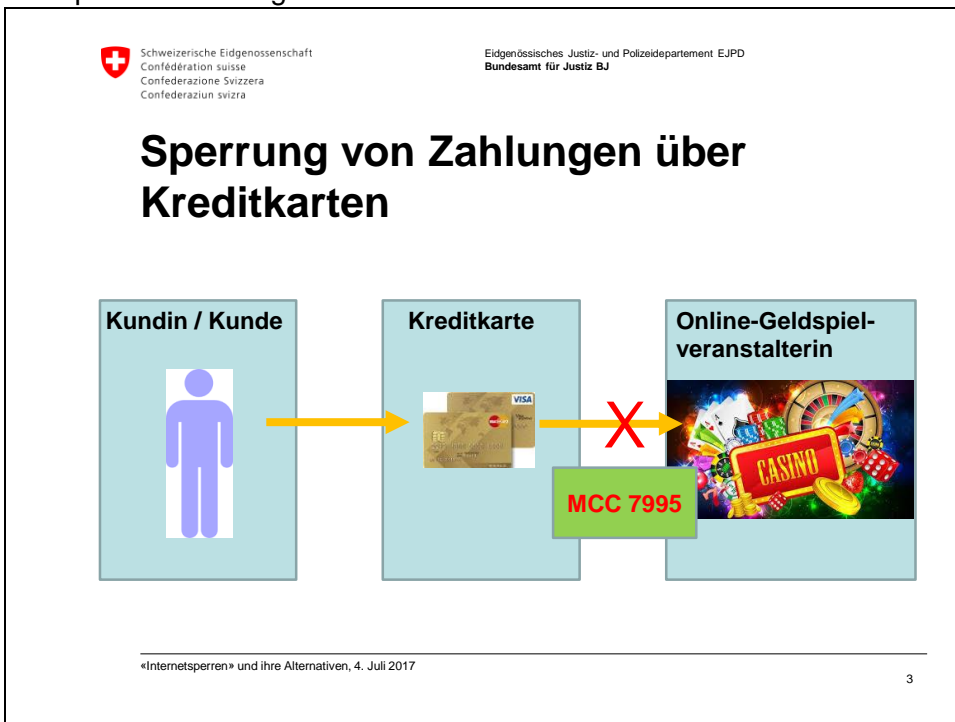 Schweizerische Eidgenossenschaft
Confédération suisse
Confederazione Svizzera
Confederaziun svizra
Eidgenössisches Justiz- und Polizeidepartement EJPD
Bundesamt für Justiz BJ
Sperrung von Zahlungen über
Kreditkarten
Kundin / Kunde
Kreditkarte
VISA
Online-Geldspiel-
veranstalterin
CASINO
X
MCC 7995
«Internetsperren» und ihre Alternativen, 4. Juli 2017
3